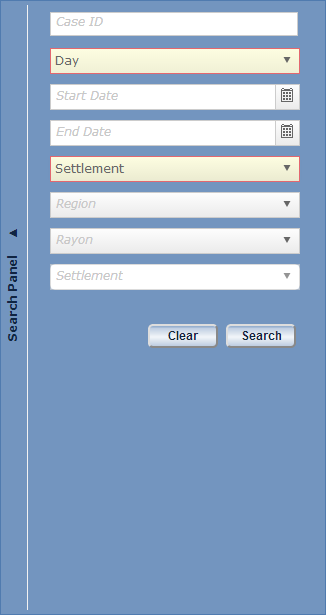 Case ID
Day
Start Date
End Date
Settlement
Region
Rayon
Settlement
Clear
Search
Search Panel